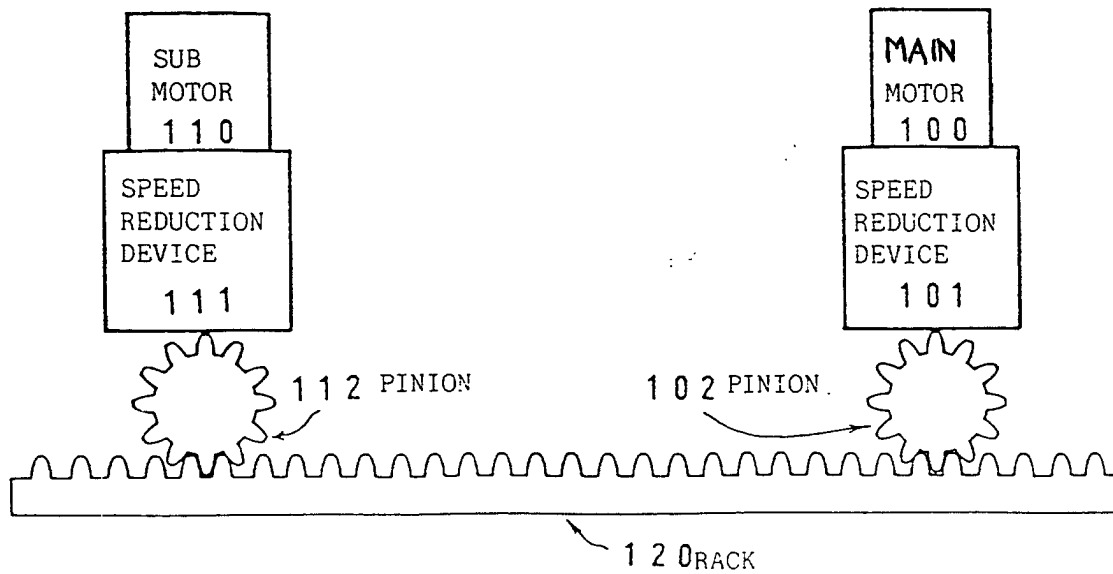 SUB
MOTOR
110
SPEED
REDUCTION
DEVICE
111
MAIN
MOTOR
100
SPEED
REDUCTION
DEVICE
101
112 PINION
102 PINION
120 RACK